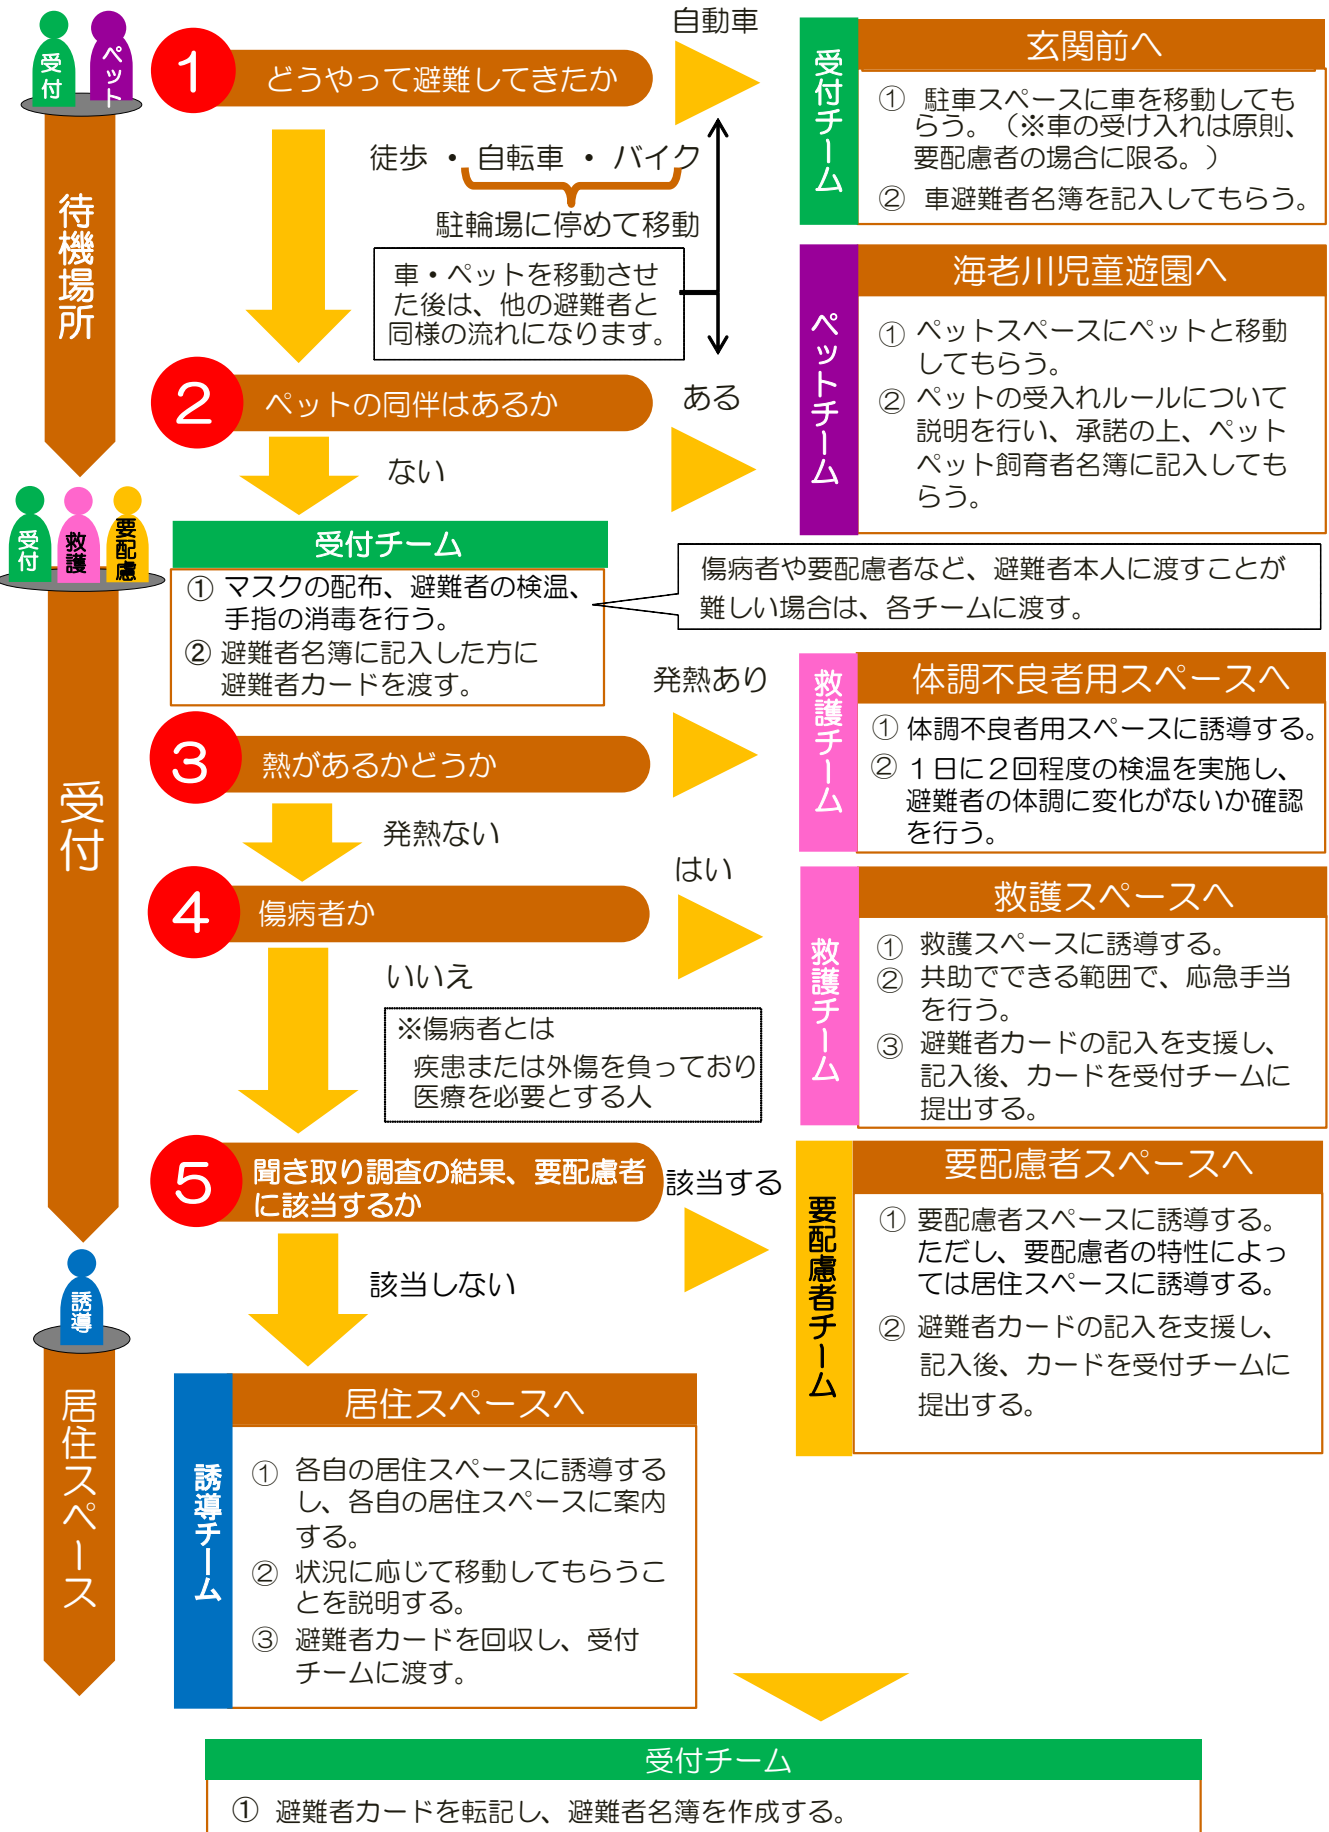 受付
ペット
待機場所
1 どうやって避難してきたか
自動車
徒歩 ・ 自転車 ・ バイク
駐輪場に停めて移動
車・ペットを移動させ
た後は、他の避難者と
同様の流れになります。
受付チーム
玄関前へ
① 駐車スペースに車を移動しても
らう。（※車の受け入れは原則、
要配慮者の場合に限る。）
② 車避難者名簿を記入してもらう。
2 ペットの同伴はあるか
ある
ない
ペットチーム
海老川児童遊園へ
① ペットスペースにペットと移動
してもらう。
② ペットの受入れルールについて
説明を行い、承諾の上、ペット
ペット飼育者名簿に記入しても
らう。
受付
救護
要配慮
受付
受付チーム
① マスクの配布、避難者の検温、
手指の消毒を行う。
② 避難者名簿に記入した方に
避難者カードを渡す。
傷病者や要配慮者など、避難者本人に渡すことが
難しい場合は、各チームに渡す。
3 熱があるかどうか
発熱あり
発熱ない
救護チーム
体調不良者用スペースへ
① 体調不良者用スペースに誘導する。
② １日に２回程度の検温を実施し、
避難者の体調に変化がないか確認
を行う。
4 傷病者か
はい
いいえ
※傷病者とは
疾患または外傷を負っており
医療を必要とする人
救護チーム
救護スペースへ
① 救護スペースに誘導する。
② 共助でできる範囲で、応急手当
を行う。
③ 避難者カードの記入を支援し、
記入後、カードを受付チームに
提出する。
5 聞き取り調査の結果、要配慮者
に該当するか
該当する
該当しない
要配慮者チーム
要配慮者スペースへ
① 要配慮者スペースに誘導する。
ただし、要配慮者の特性によっ
ては居住スペースに誘導する。
② 避難者カードの記入を支援し、
記入後、カードを受付チームに
提出する。
誘導
居住スペース
誘導チーム
居住スペースへ
① 各自の居住スペースに誘導する
し、各自の居住スペースに案内
する。
② 状況に応じて移動してもらうこ
とを説明する。
③ 避難者カードを回収し、受付
チームに渡す。
受付チーム
① 避難者カードを転記し、避難者名簿を作成する。